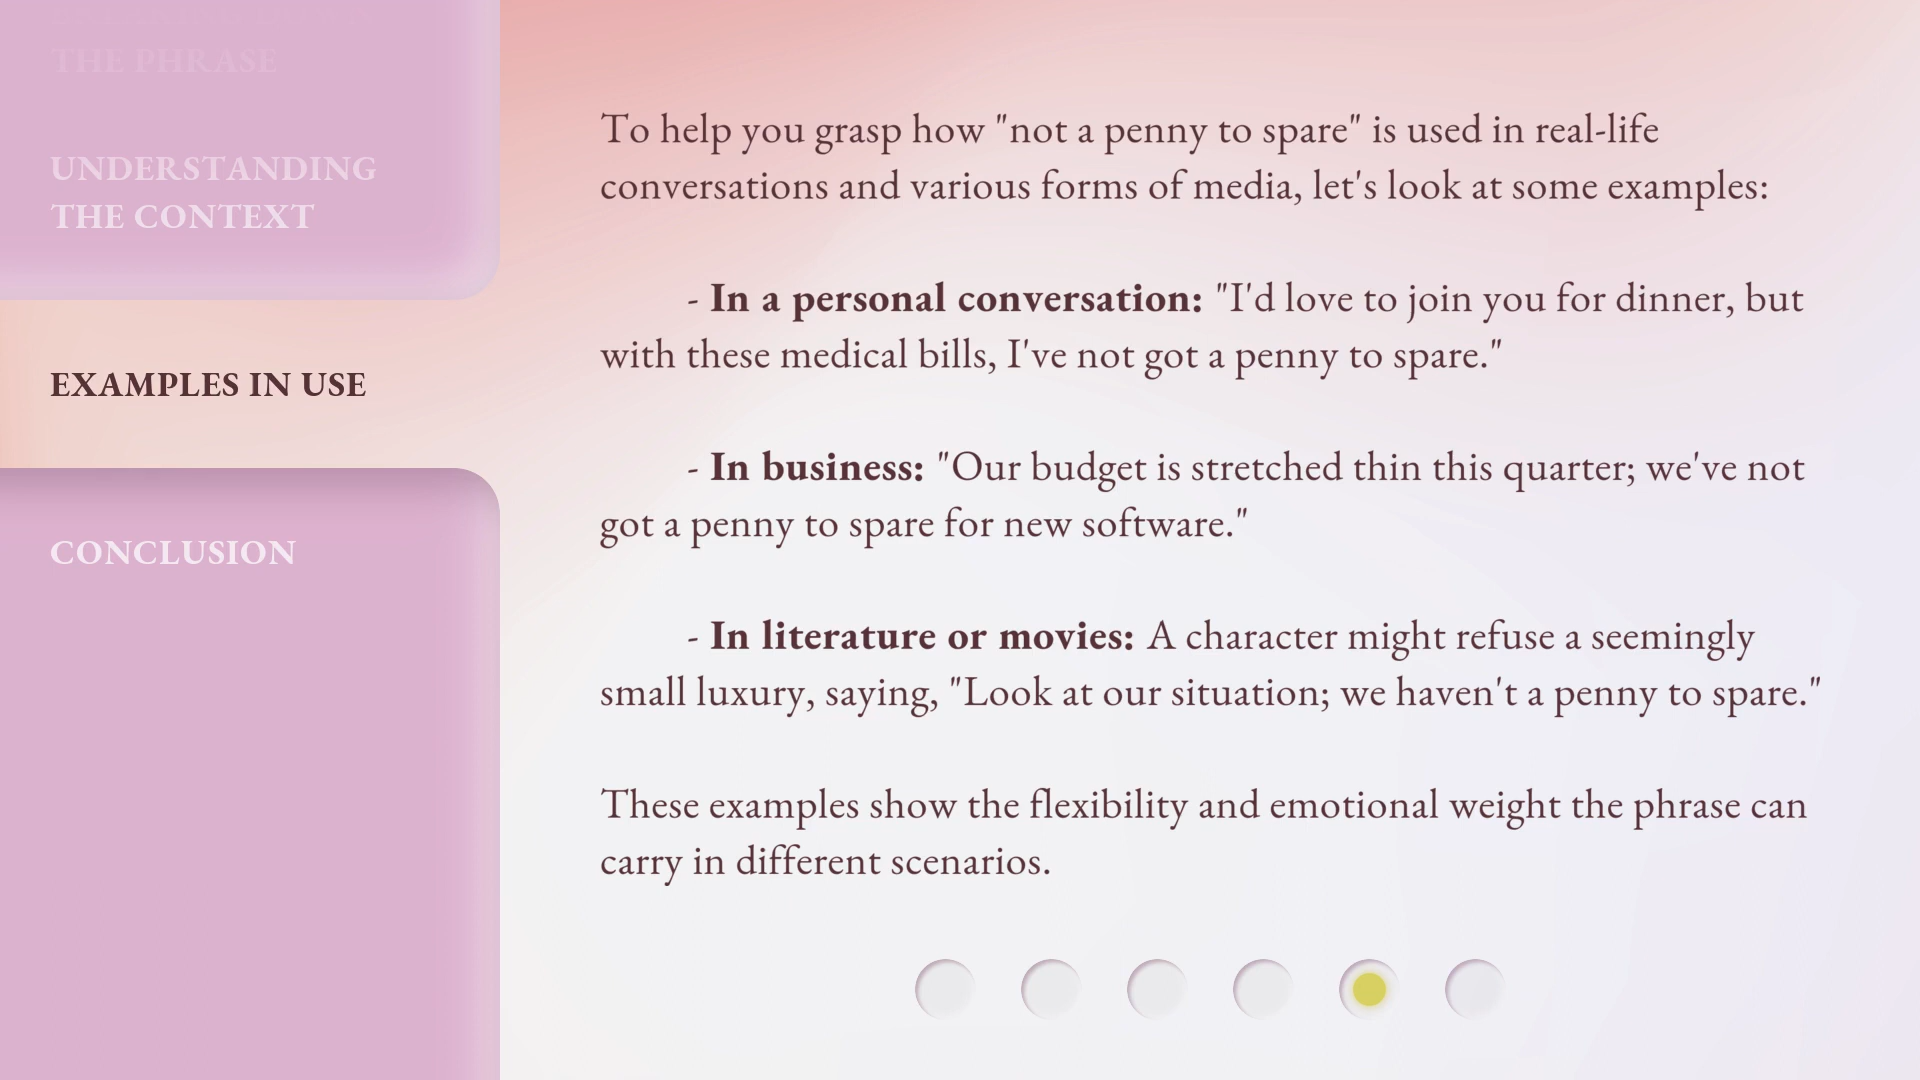 THE PHRASE
UNDERSTANDING
THE CONTEXT
EXAMPLES IN USE
CONCLUSION
To help you grasp how "not a penny to spare" is used in real-life
conversations and various forms of media, let's look at some examples:
- In a personal conversation: "I'd love to join you for dinner, but
with these medical bills, I've not got a penny to spare."
- In business: "Our budget is stretched thin this quarter; we've not
got a penny to spare for new software."
- In literature or movies: A character might refuse a seemingly
small luxury, saying, "Look at our situation; we haven't a penny to spare."
These examples show the flexibility and emotional weight the phrase can
carry in different scenarios.